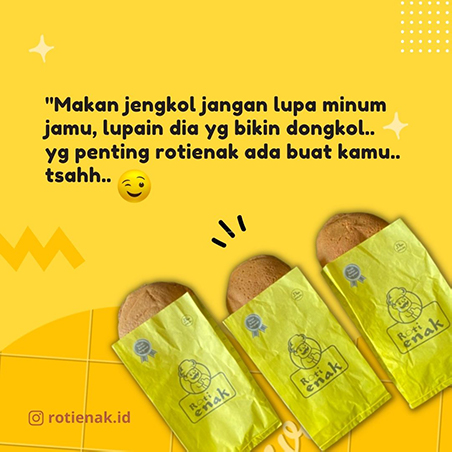 "Makan jengkol jangan lupa minum
jamu, lupain dia yg bikin dongkol..
yg penting rotienak ada buat kamu..
tsahh..
Roti
enak
Roti
enak
Roti
enak
rotienak.id